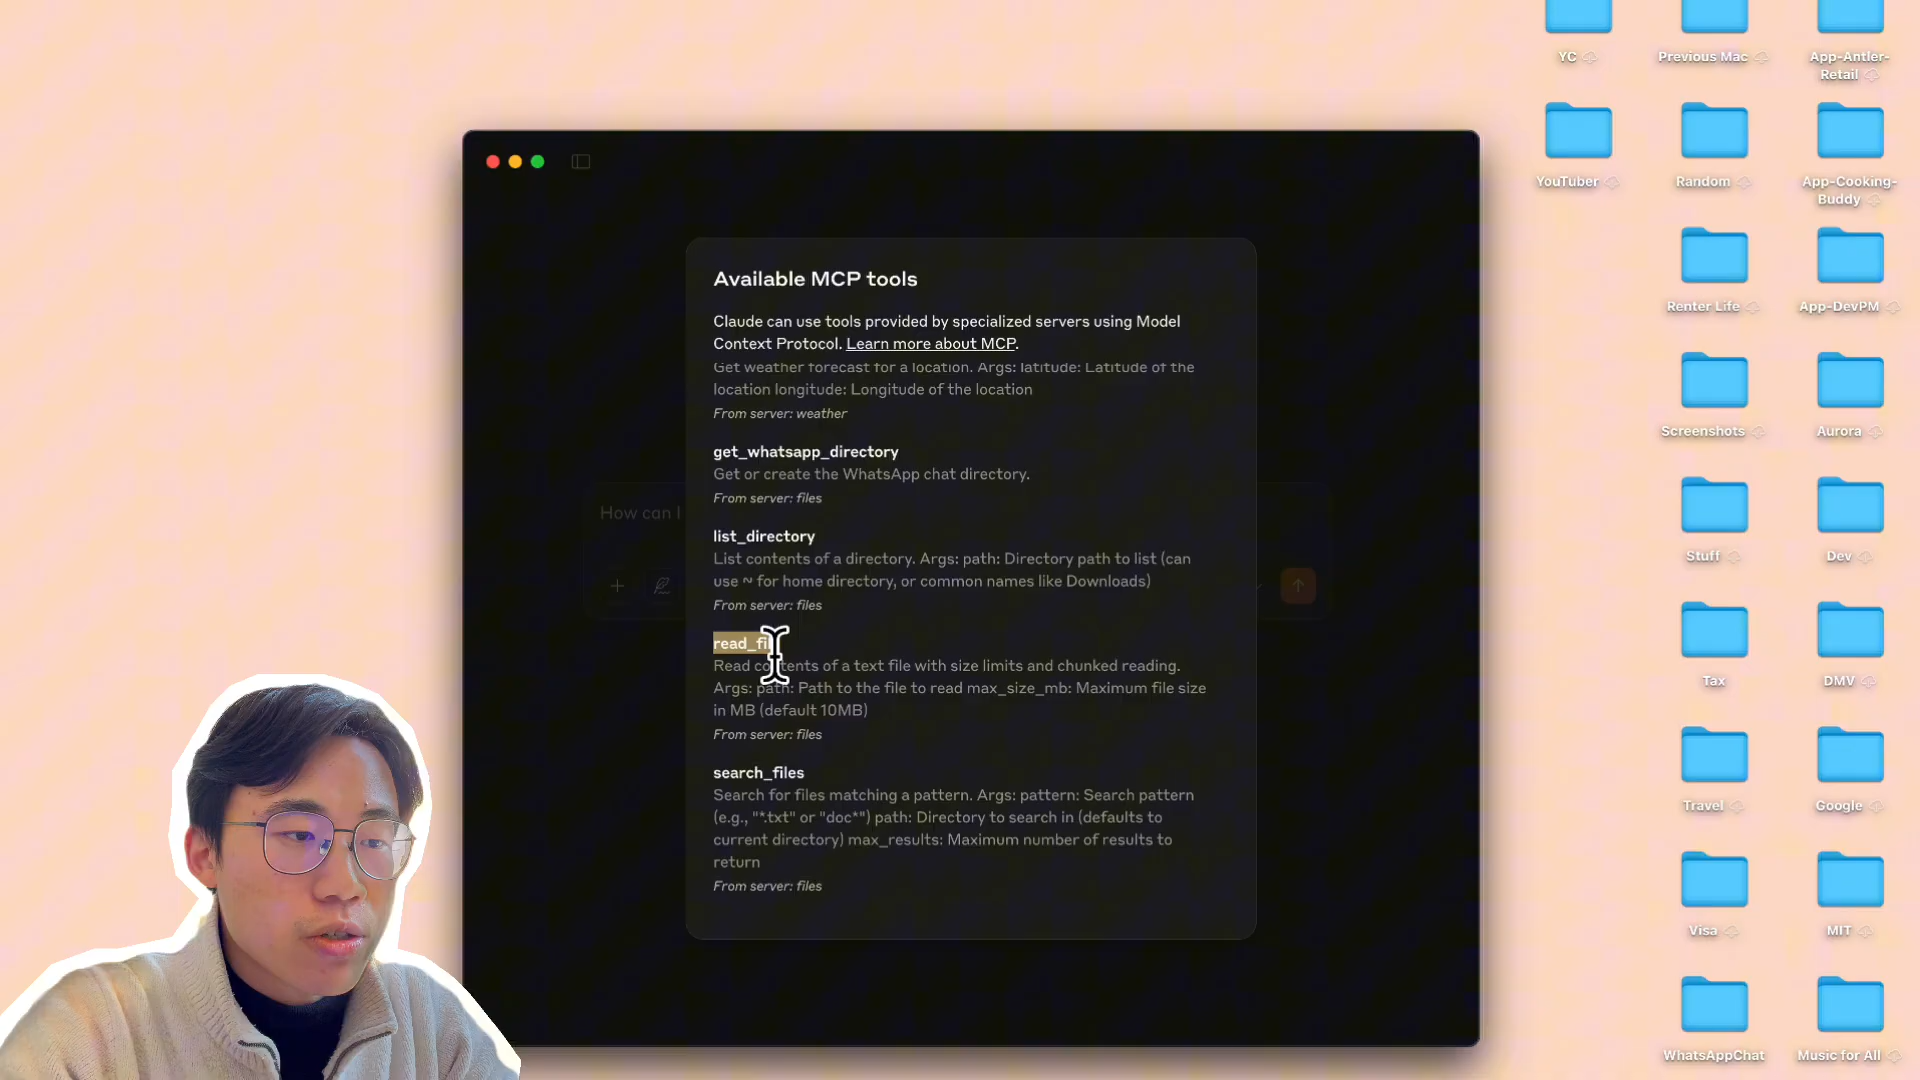 Available MCP tools
Claude can use tools provided by specialized servers using Model
Context Protocol. Learn more about MCP.
Get weather forecast for a location. Args: latitude: Latitude of the
location longitude: Longitude of the location
From server: weather
get_whatsapp_directory
Get or create the WhatsApp chat directory.
From server: files
How can I
list_directory
List contents of a directory. Args: path: Directory path to list (can
use ~ for home directory, or common names like Downloads)
From server: files
read_fil
Read contents of a text file with size limits and chunked reading.
Args: path: Path to the file to read max_size_mb: Maximum file size
in MB (default 10MB)
From server: files
search_files
Search for files matching a pattern. Args: pattern: Search pattern
(e.g., "*.txt" or "doc*") path: Directory to search in (defaults to
current directory) max_results: Maximum number of results to
return
From server: files
YC
Previous Mac
App-Antler-
Retail
YouTuber
Random
App-Cooking-
Buddy
Renter Life
App-DevPM
Screenshots
Aurora
Stuff
Dev
Tax
DMV
Travel
Google
Visa
MIT
WhatsAppChat
Music for All